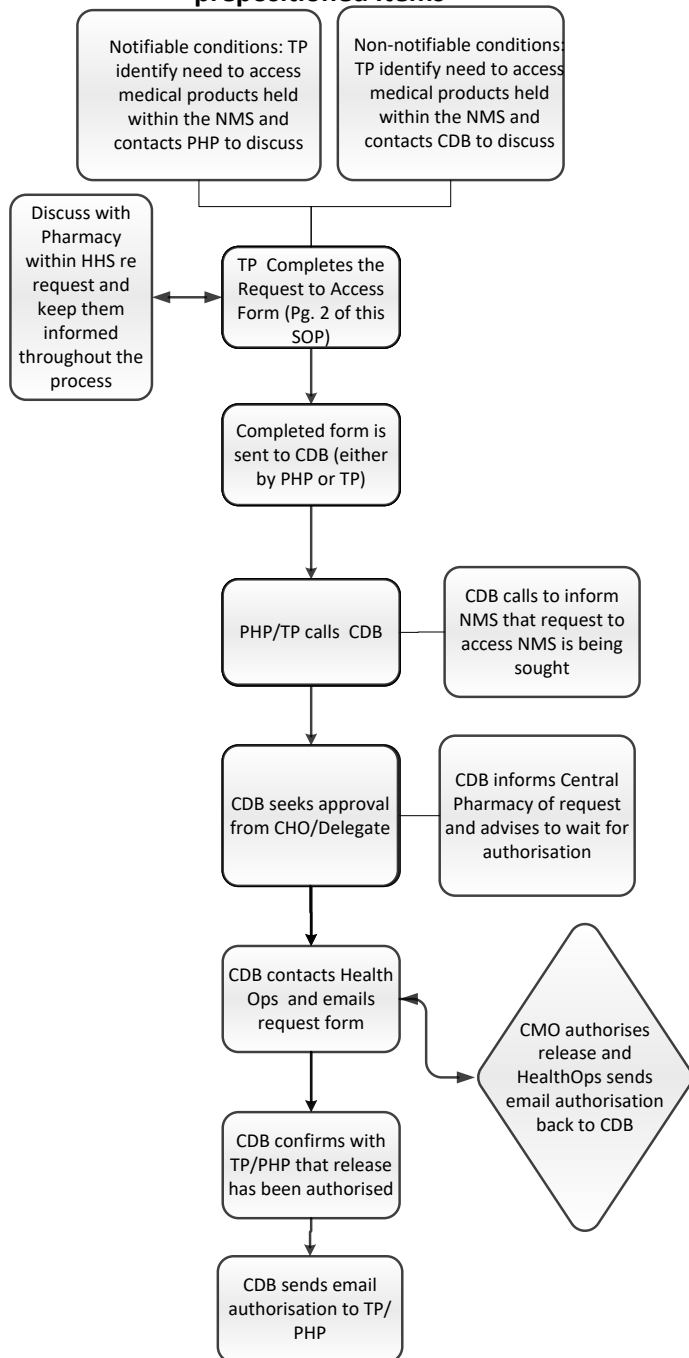 prepositioned items
Notifiable conditions: TP
identify need to access
medical products held
within the NMS and
contacts PHP to discuss
Non-notifiable conditions:
TP identify need to access
medical products held
within the NMS and
contacts CDB to discuss
Discuss with
Pharmacy
within HHS re
request and
keep them
informed
throughout the
process
TP Completes the
Request to Access
Form (Pg. 2 of this
SOP)
Completed form is
sent to CDB (either
by PHP or TP)
PHP/TP calls CDB
CDB calls to inform
NMS that request to
access NMS is being
sought
CDB seeks approval
from CHO/Delegate
CDB informs Central
Pharmacy of request
and advises to wait for
authorisation
CDB contacts Health
Ops and emails
request form
CMO authorises
release and
HealthOps sends
email authorisation
back to CDB
CDB confirms with
TP/PHP that release
has been authorised
CDB sends email
authorisation to TP/
PHP